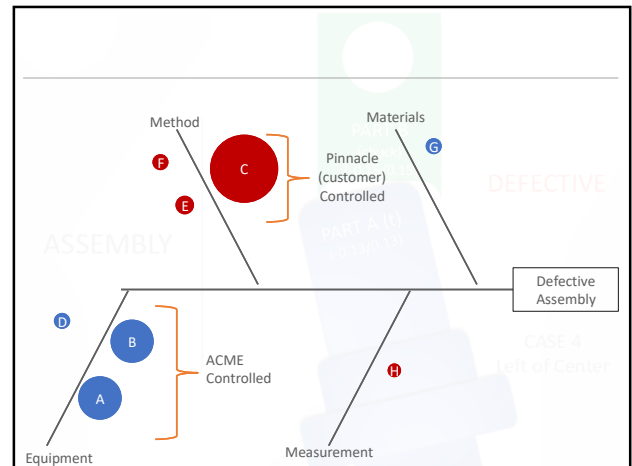 Method
Materials
F
C
G
E
Pinnacle
(customer)
Controlled
DEFECTIVE
PART A (t)
ASSEMBLY
Defective
Assembly
D
B
ACME
Controlled
A
H
CASE 4
Left of Center
Equipment
Measurement